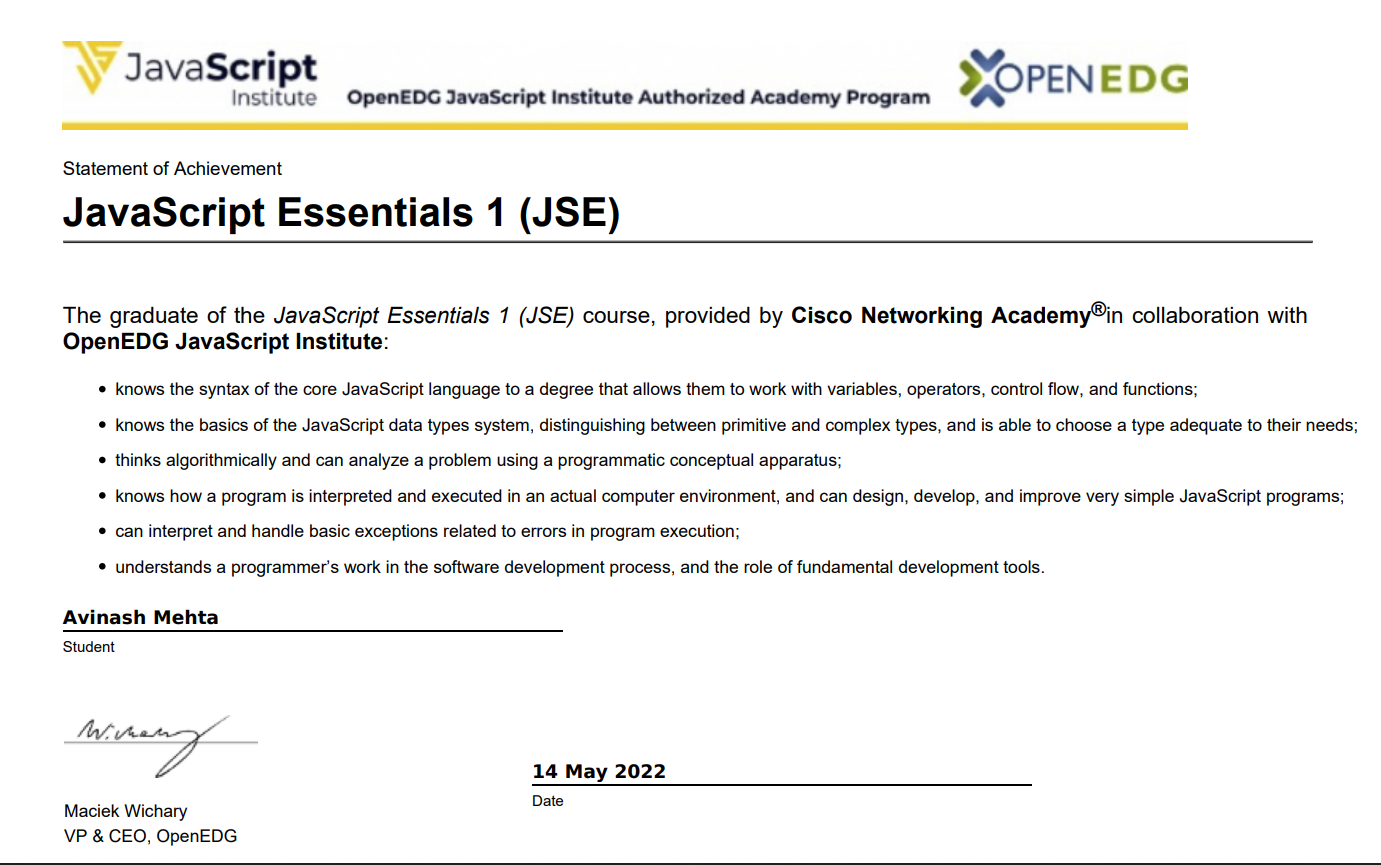 JavaScript
Institute
OpenEDG JavaScript Institute Authorized Academy Program
OPENEDG
Statement of Achievement
JavaScript Essentials 1 (JSE)
The graduate of the JavaScript Essentials 1 (JSE) course, provided by Cisco Networking Academy®in collaboration with
OpenEDG JavaScript Institute:
• knows the syntax of the core JavaScript language to a degree that allows them to work with variables, operators, control flow, and functions;
• knows the basics of the JavaScript data types system, distinguishing between primitive and complex types, and is able to choose a type adequate to their needs;
• thinks algorithmically and can analyze a problem using a programmatic conceptual apparatus;
• knows how a program is interpreted and executed in an actual computer environment, and can design, develop, and improve very simple JavaScript programs;
• can interpret and handle basic exceptions related to errors in program execution;
• understands a programmer’s work in the software development process, and the role of fundamental development tools.
Avinash Mehta
Student
14 May 2022
Date
Maciek Wichary
VP & CEO, OpenEDG